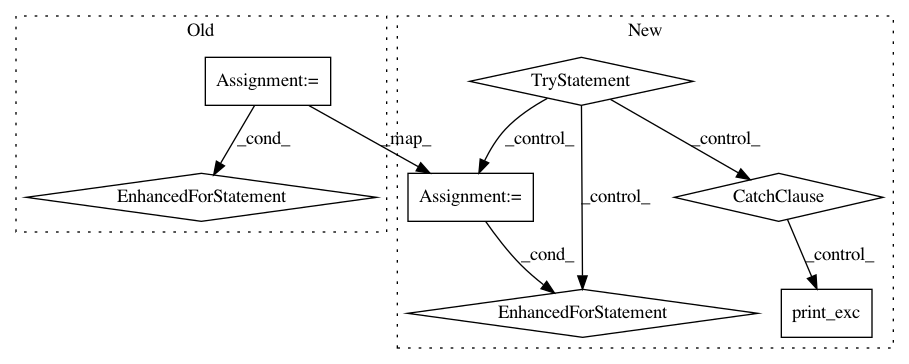 Old
New
Assignment:=
TryStatement
_cond_
_map_
_control_
_control_
EnhancedForStatement
Assignment:=
_control_
CatchClause
_cond_
_control_
EnhancedForStatement
print_exc